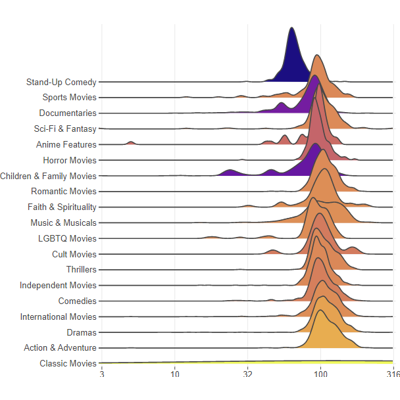 Stand-Up Comedy
Sports Movies
Documentaries
Sci-Fi & Fantasy
Anime Features
Horror Movies
Children & Family Movies
Romantic Movies
Faith & Spirituality
Music & Musicals
LGBTQ Movies
Cult Movies
Thrillers
Independent Movies
Comedies
International Movies
Dramas
Action & Adventure
Classic Movies
3 10 32 100 316